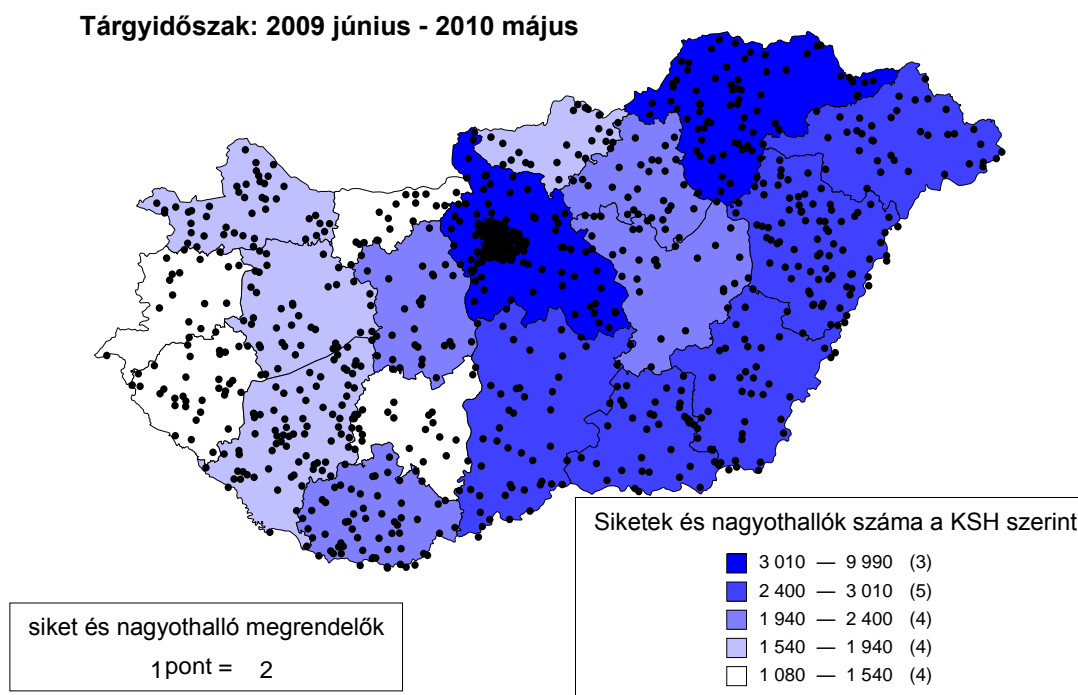 Tárgyidőszak: 2009 június - 2010 május
siket és nagyothalló megrendelők
1 pont = 2
Siketek és nagyothallók száma a KSH szerint
3 010 — 9 990 (3)
2 400 — 3 010 (5)
1 940 — 2 400 (4)
1 540 — 1 940 (4)
1 080 — 1 540 (4)